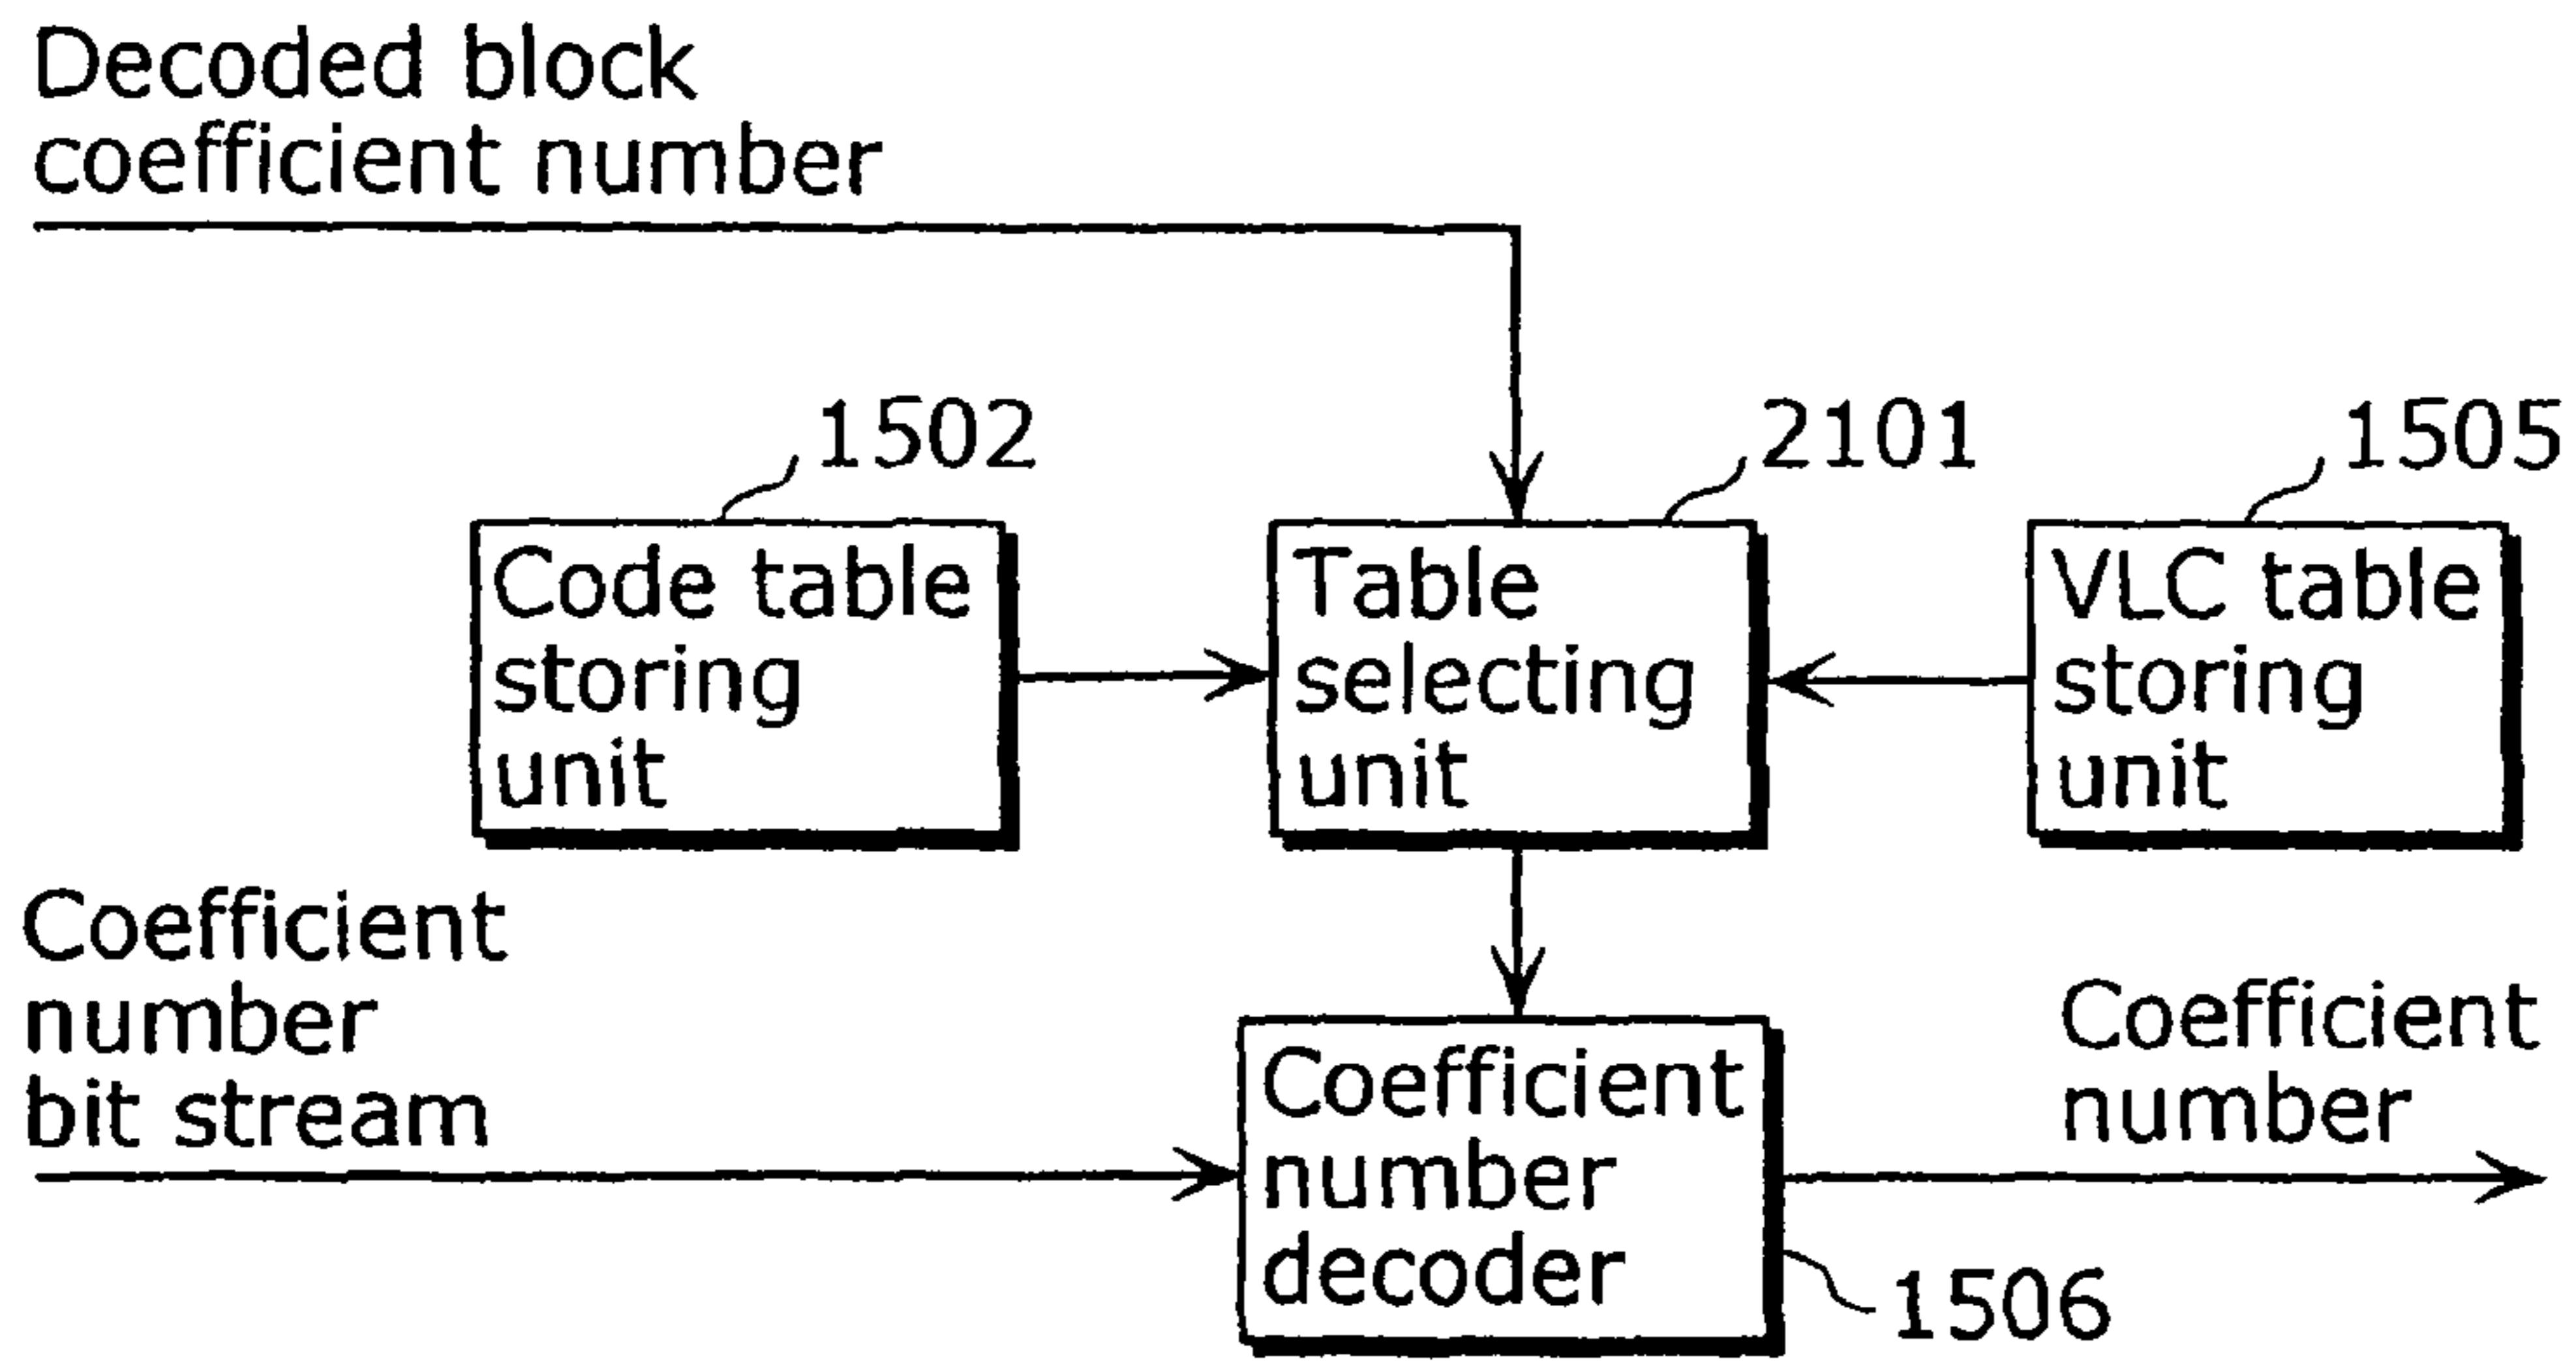 Decoded block
coefficient number
1502
2101
1505
Code table
storing
unit
Table
selecting
unit
VLC table
storing
unit
Coefficient
number
bit stream
Coefficient
number
decoder
Coefficient
number
1506